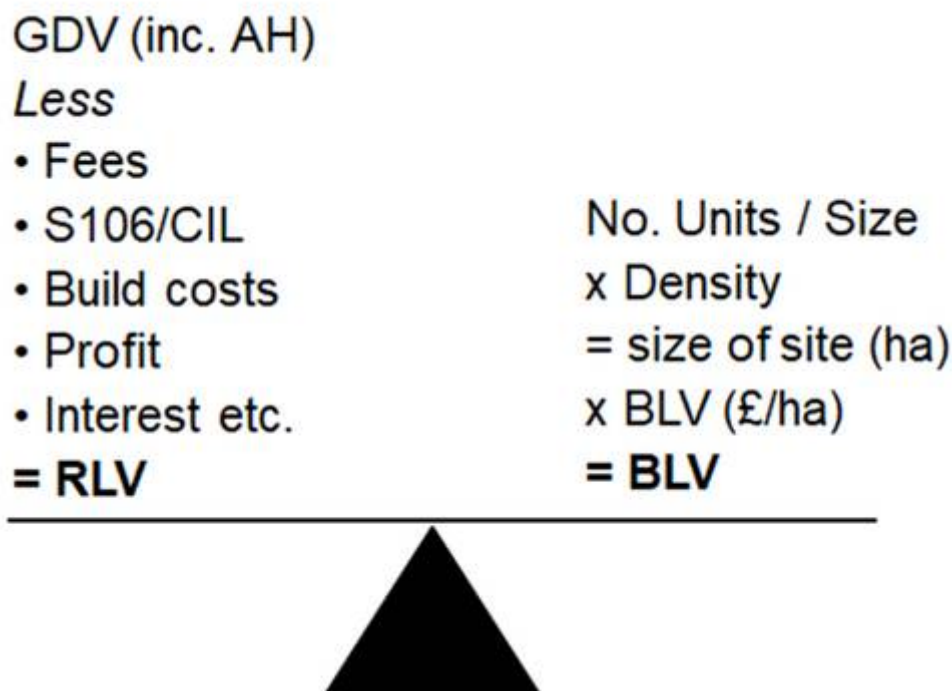 GDV (inc. AH)
Less
• Fees
• S106/CIL
• Build costs
• Profit
• Interest etc.
= RLV
No. Units / Size
x Density
= size of site (ha)
x BLV (£/ha)
= BLV